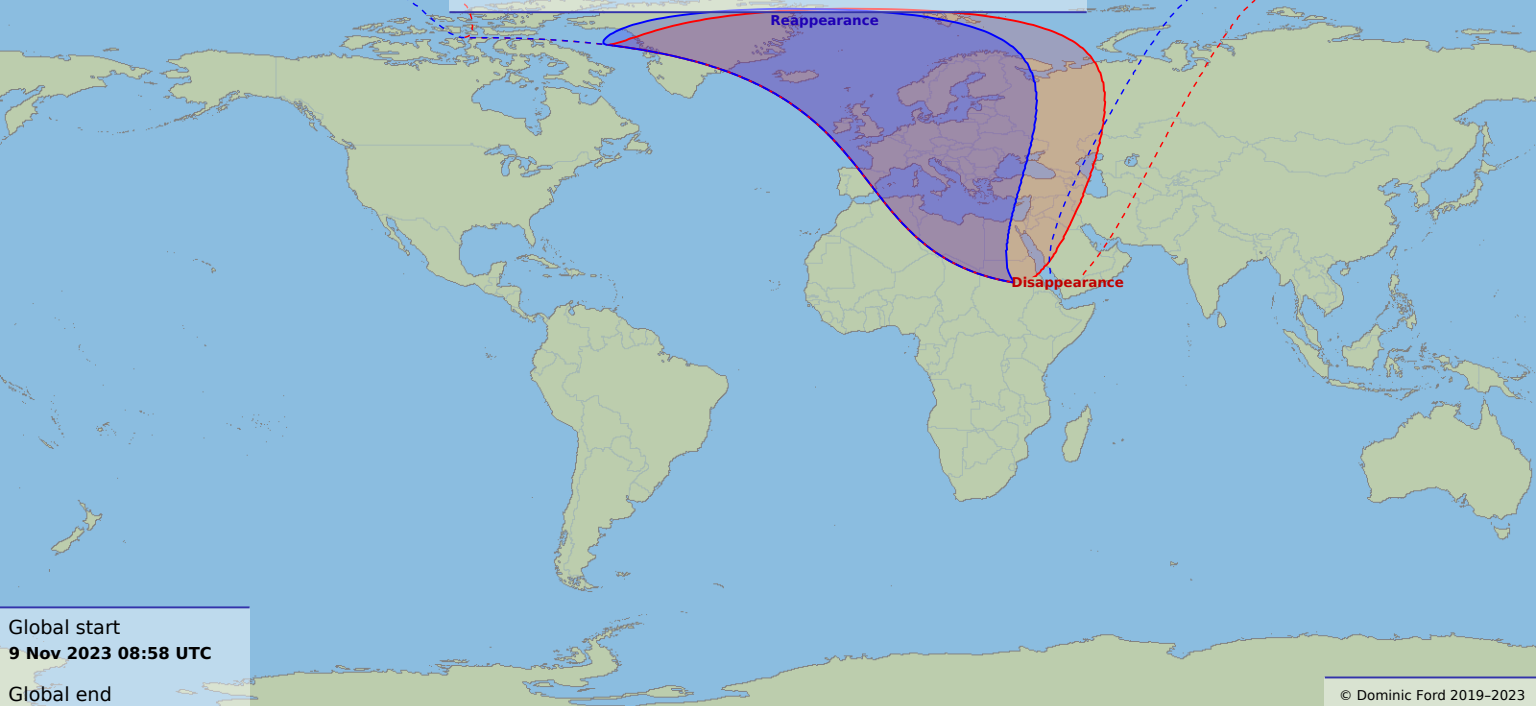 Reappearance
Disappearance
Global start
9 Nov 2023 08:58 UTC
Global end
© Dominic Ford 2019–2023